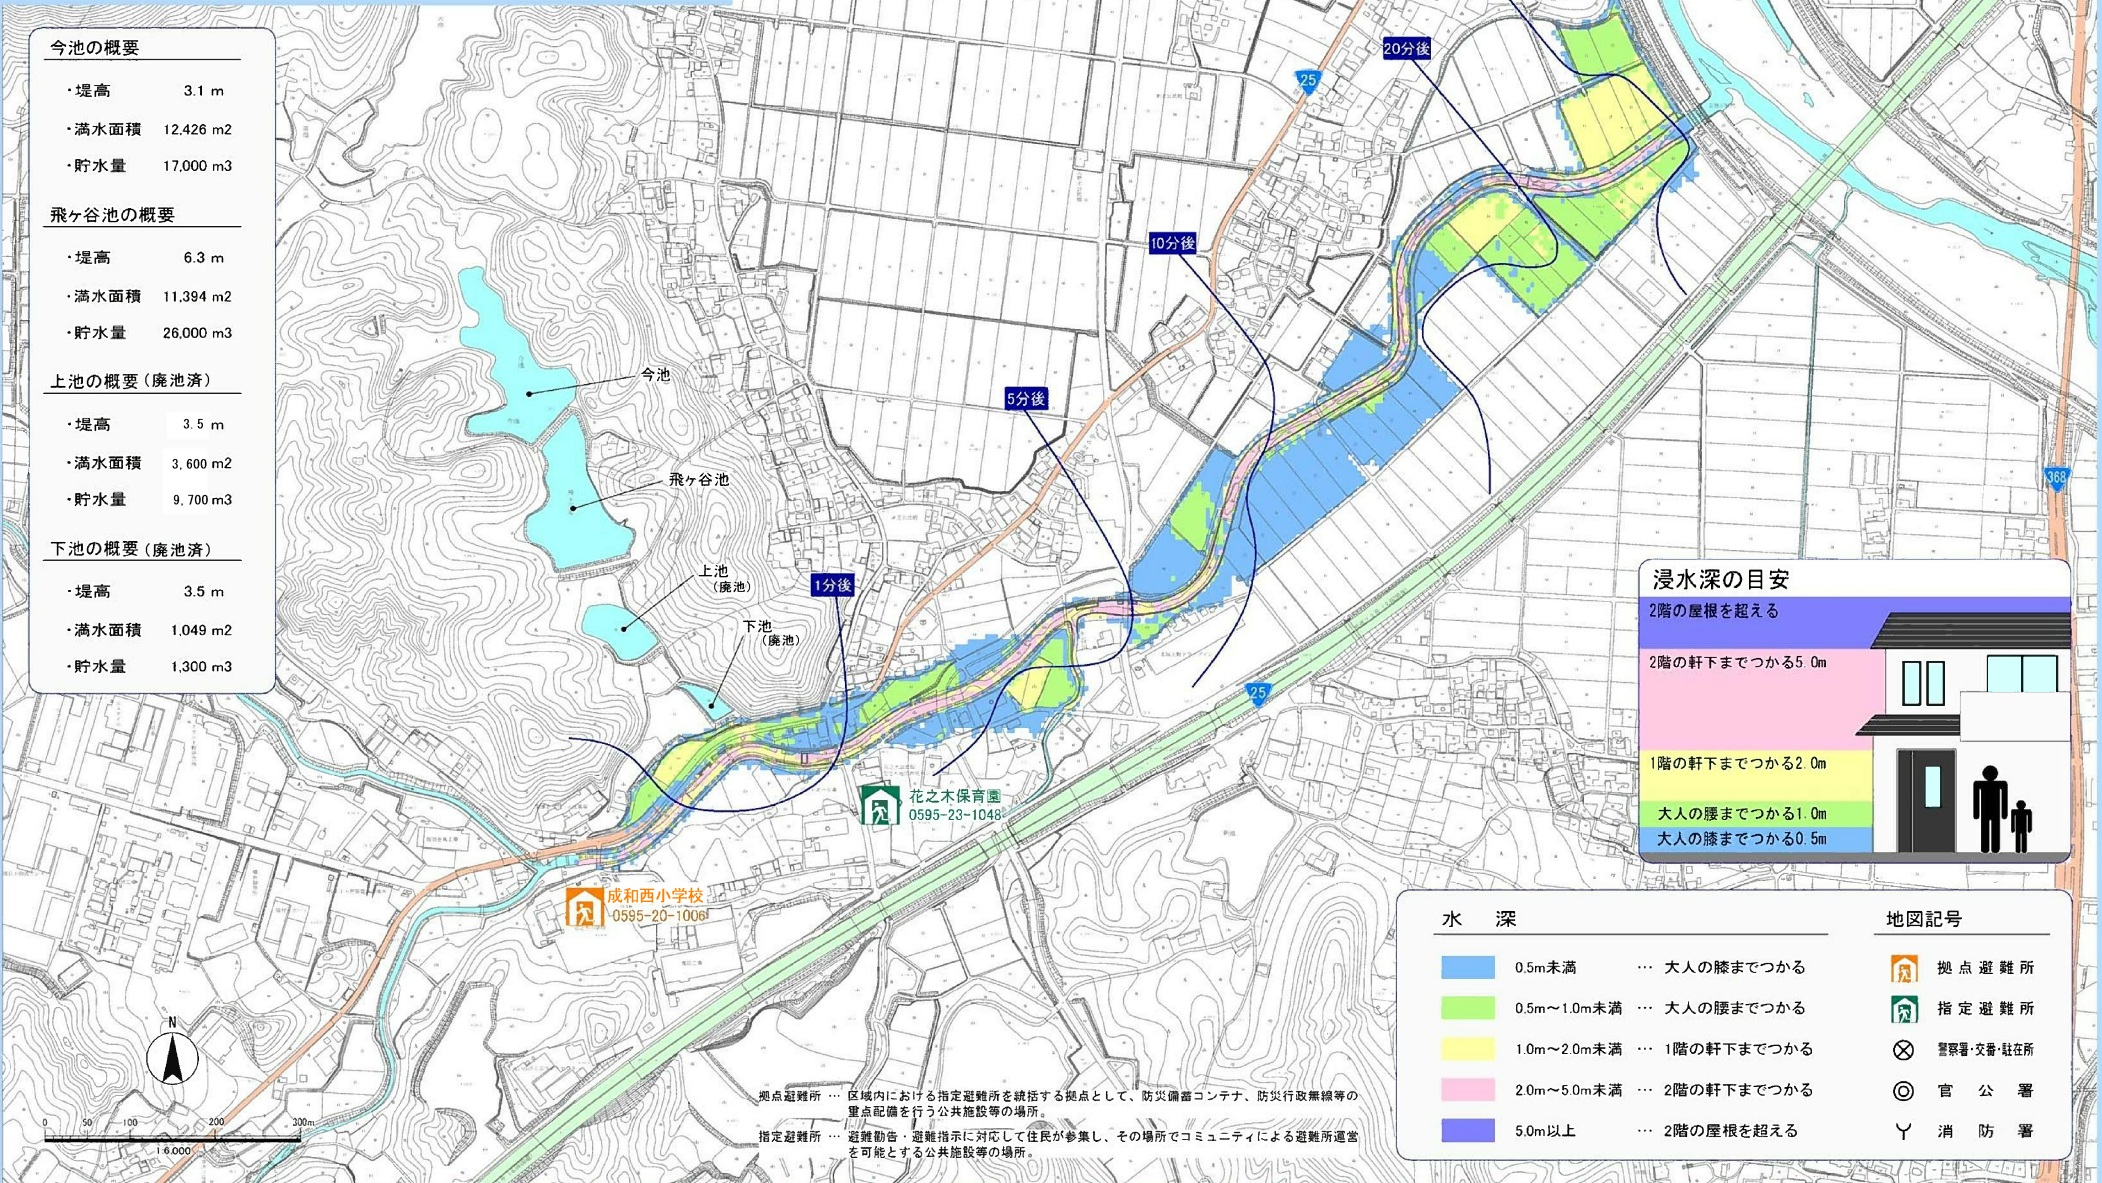 今池の概要
・堤高 3.1 m
・満水面積 12,426 m2
・貯水量 17,000 m3
飛ヶ谷池の概要
・堤高 6.3 m
・満水面積 11,394 m2
・貯水量 26,000 m3
上池の概要(廃池済)
・堤高 3.5 m
・満水面積 3,600 m2
・貯水量 9,700 m3
下池の概要(廃池済)
・堤高 3.5 m
・満水面積 1,049 m2
・貯水量 1,300 m3
20分後
25
10分後
5分後
1分後
今池
飛ヶ谷池
上池
(廃池)
下池
(廃池)
25
368
花之木保育園
0595-23-1048
成和西小学校
0595-20-1006
浸水深の目安
2階の屋根を超える
2階の軒下までつかる5.0m
1階の軒下までつかる2.0m
大人の腰までつかる1.0m
大人の膝までつかる0.5m
水 深
0.5m未満 … 大人の膝までつかる
0.5m～1.0m未満 … 大人の腰までつかる
1.0m～2.0m未満 … 1階の軒下までつかる
2.0m～5.0m未満 … 2階の軒下までつかる
5.0m以上 … 2階の屋根を超える
地図記号
拠点避難所
指定避難所
警察署・交番・駐在所
官公署
消防署
N
0 50 100 200 300m
1:6,000
拠点避難所 … 区域内における指定避難所を統括する拠点として、防災備蓄コンテナ、防災行政無線等の
重点配備を行う公共施設等の場所。
指定避難所 … 避難勧告・避難指示に対応して住民が参集し、その場所でコミュニティによる避難所運営
を可能とする公共施設等の場所。